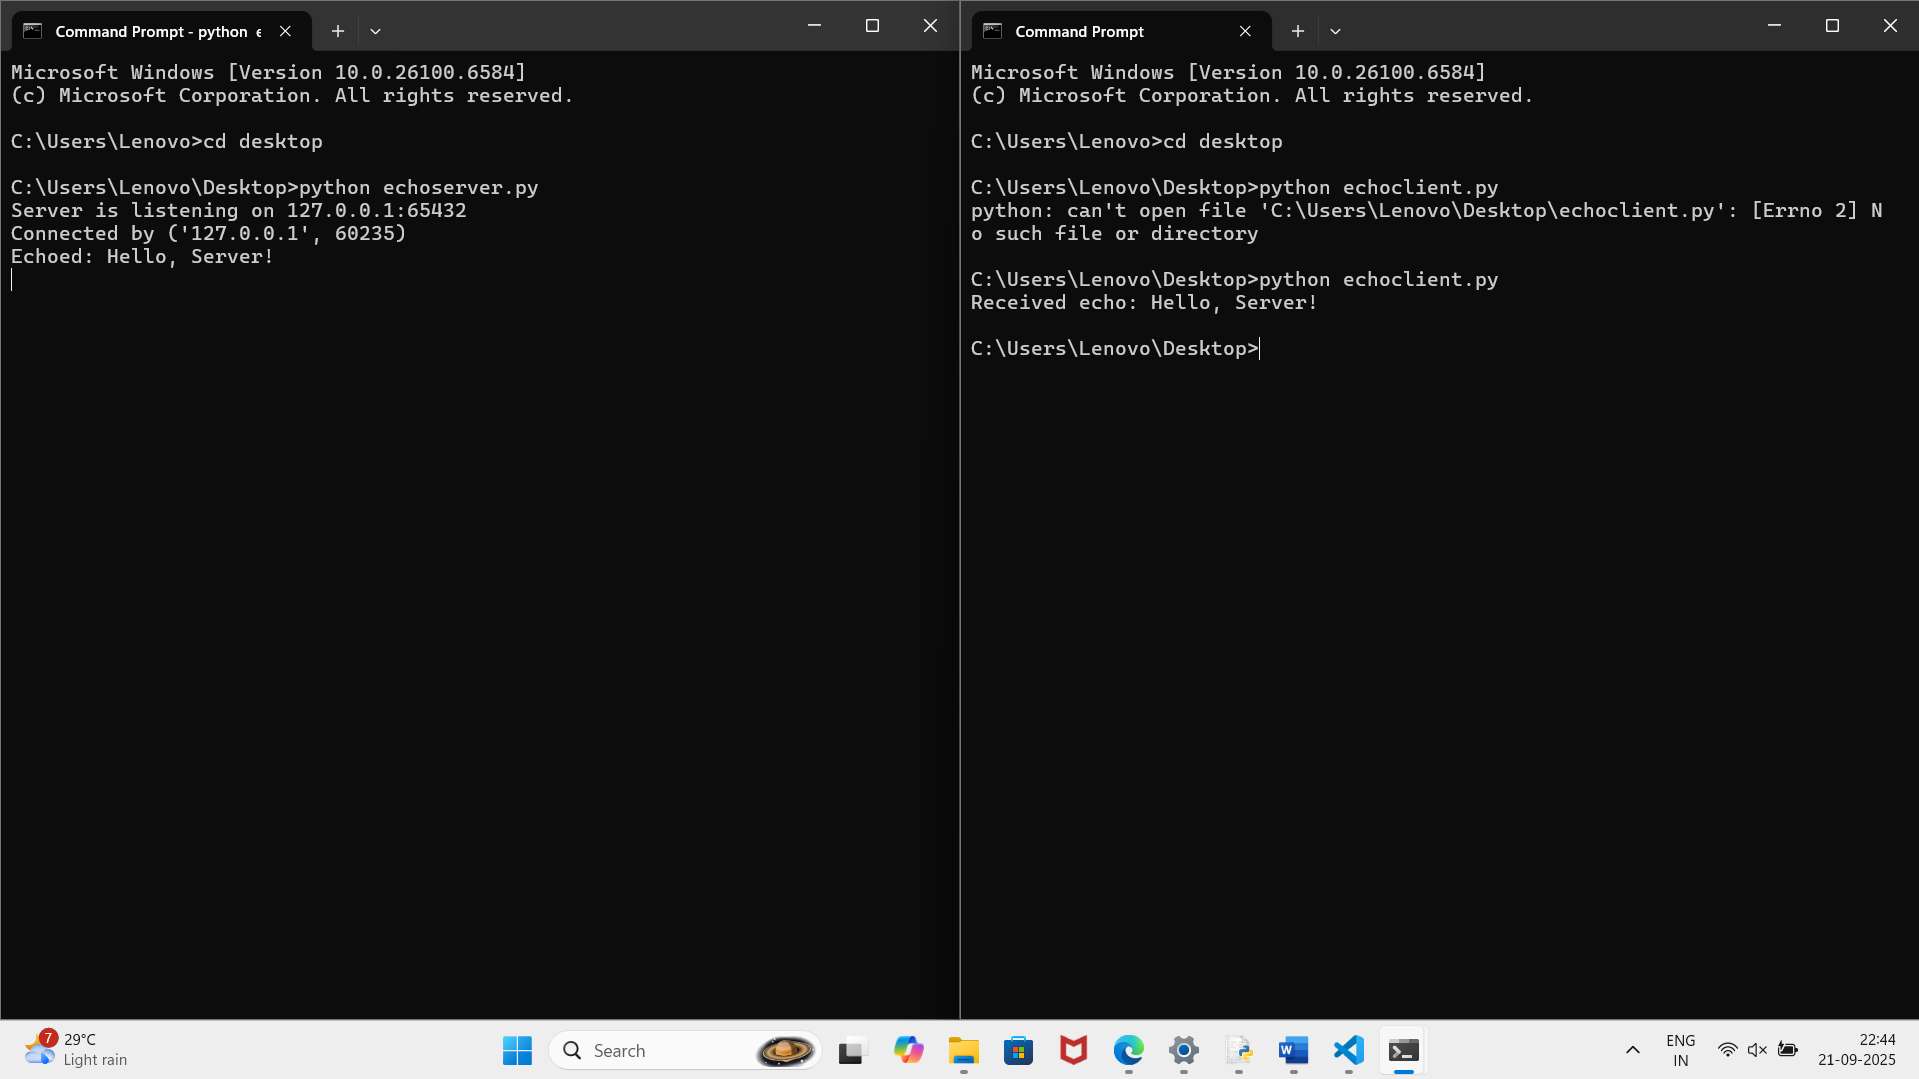 Command Prompt - python e
Microsoft Windows [Version 10.0.26100.6584]
(c) Microsoft Corporation. All rights reserved.
C:\Users\Lenovo>cd desktop
C:\Users\Lenovo\Desktop>python echoserver.py
Server is listening on 127.0.0.1:65432
Connected by ('127.0.0.1', 60235)
Echoed: Hello, Server!
Command Prompt
Microsoft Windows [Version 10.0.26100.6584]
(c) Microsoft Corporation. All rights reserved.
C:\Users\Lenovo>cd desktop
C:\Users\Lenovo\Desktop>python echoclient.py
python: can't open file 'C:\Users\Lenovo\Desktop\echoclient.py': [Errno 2] N
o such file or directory
C:\Users\Lenovo\Desktop>python echoclient.py
Received echo: Hello, Server!
C:\Users\Lenovo\Desktop>
7
29°C
Light rain
Search
W
ENG
IN
22:44
21-09-2025